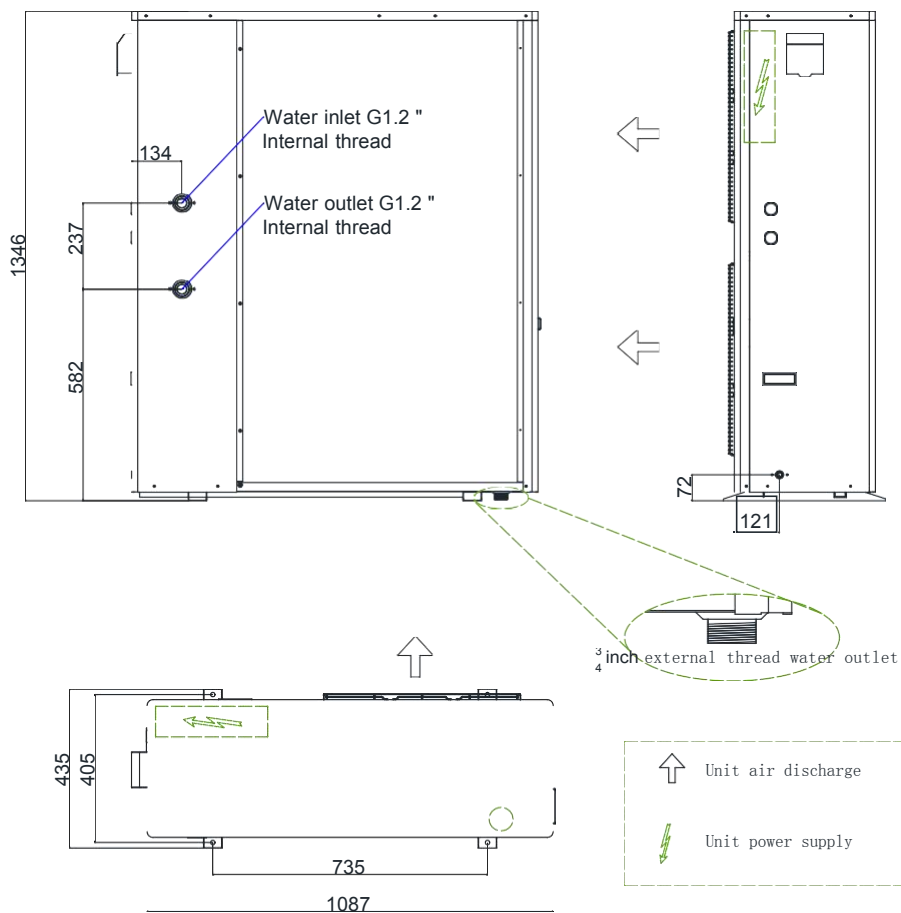 Water inlet G1.2 "
Internal thread
134
Water outlet G1.2 "
Internal thread
237
1346
582
72
121
3/4 inch external thread water outlet
435
405
735
1087
Unit air discharge
Unit power supply